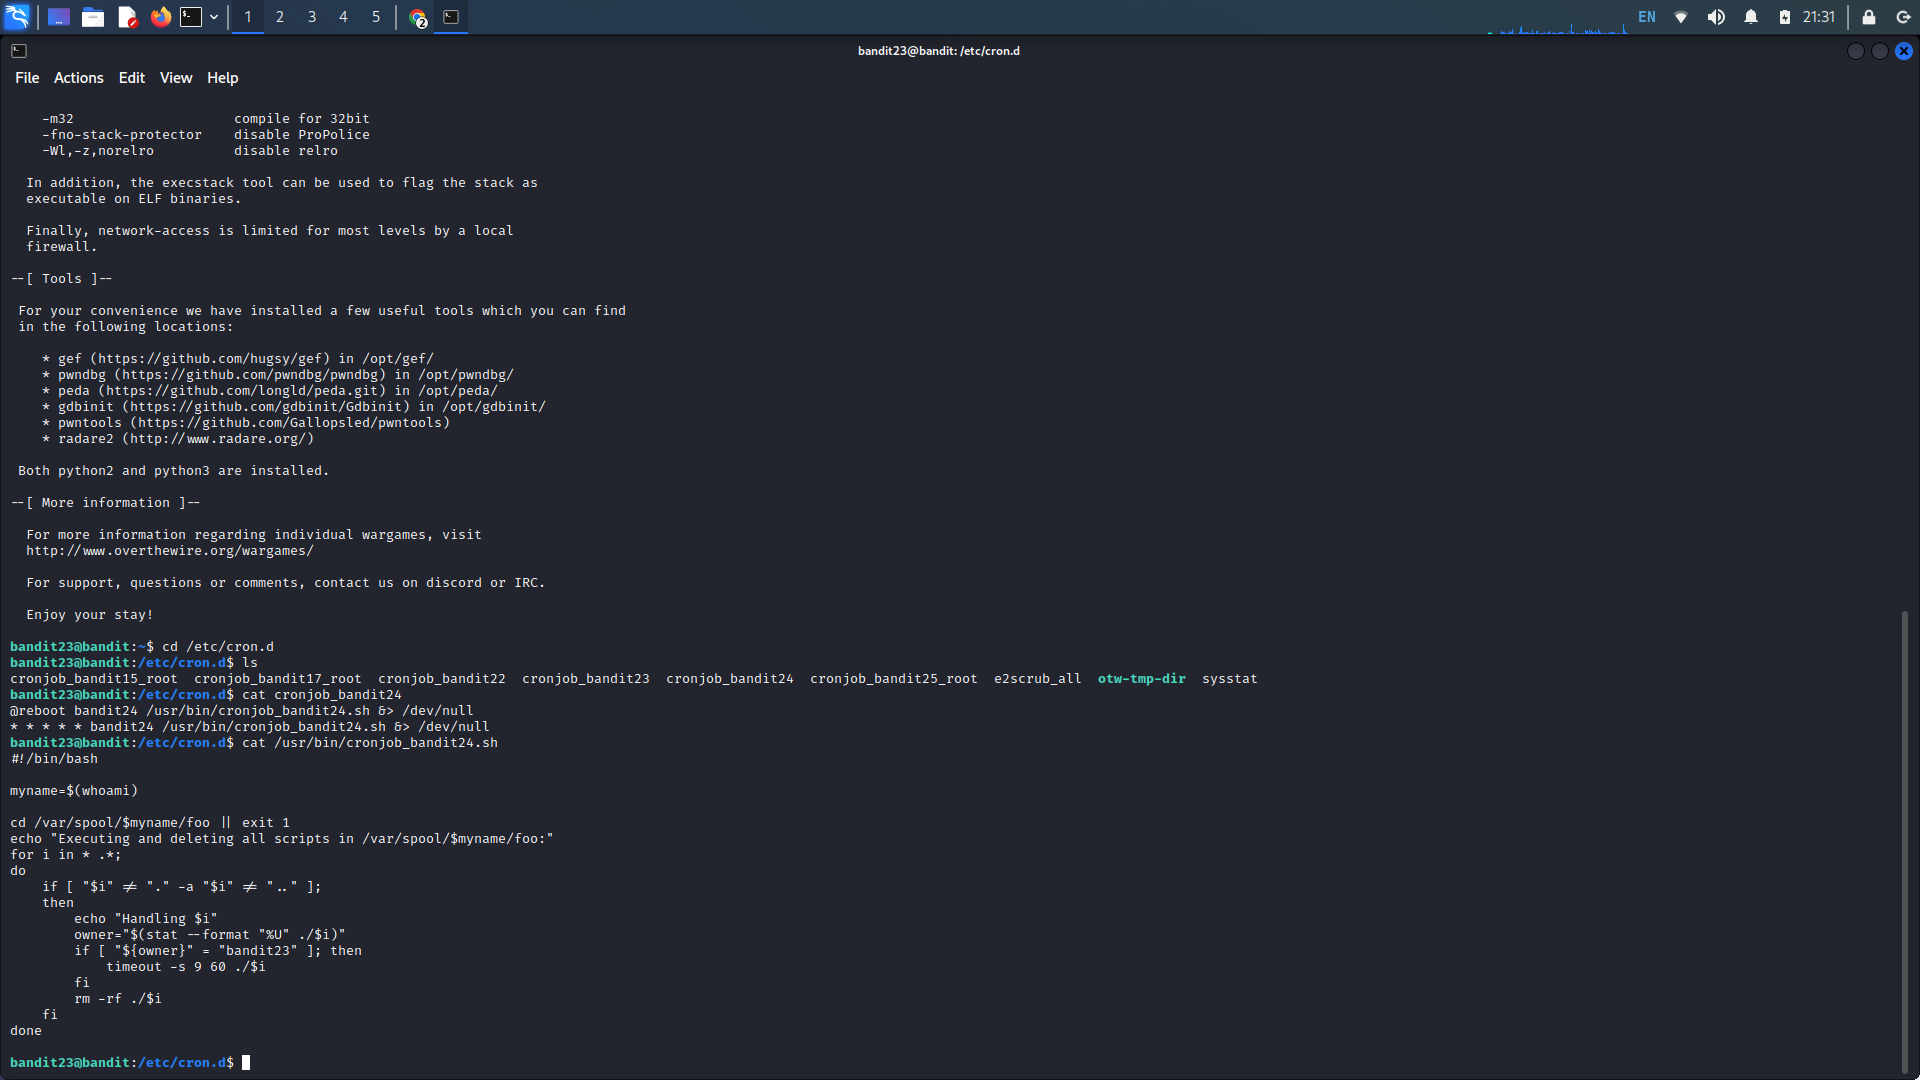 1 2 3 4 5 2 EN 21:31
bandit23@bandit: /etc/cron.d
File Actions Edit View Help
-m32 compile for 32bit
-fno-stack-protector disable ProPolice
-Wl,-z,norelro disable relro
In addition, the execstack tool can be used to flag the stack as
executable on ELF binaries.
Finally, network-access is limited for most levels by a local
firewall.
--[ Tools ]--
For your convenience we have installed a few useful tools which you can find
in the following locations:
* gef (https://github.com/hugsy/gef) in /opt/gef/
* pwndbg (https://github.com/pwndbg/pwndbg) in /opt/pwndbg/
* peda (https://github.com/longld/peda.git) in /opt/peda/
* gdbinit (https://github.com/gdbinit/Gdbinit) in /opt/gdbinit/
* pwntools (https://github.com/Gallopsled/pwntools)
* radare2 (http://www.radare.org/)
Both python2 and python3 are installed.
--[ More information ]--
For more information regarding individual wargames, visit
http://www.overthewire.org/wargames/
For support, questions or comments, contact us on discord or IRC.
Enjoy your stay!
bandit23@bandit:~$ cd /etc/cron.d
bandit23@bandit:/etc/cron.d$ ls
cronjob_bandit15_root cronjob_bandit17_root cronjob_bandit22 cronjob_bandit23 cronjob_bandit24 cronjob_bandit25_root e2scrub_all otw-tmp-dir sysstat
bandit23@bandit:/etc/cron.d$ cat cronjob_bandit24
@reboot bandit24 /usr/bin/cronjob_bandit24.sh &> /dev/null
* * * * * bandit24 /usr/bin/cronjob_bandit24.sh &> /dev/null
bandit23@bandit:/etc/cron.d$ cat /usr/bin/cronjob_bandit24.sh
#!/bin/bash
myname=$(whoami)
cd /var/spool/$myname/foo || exit 1
echo "Executing and deleting all scripts in /var/spool/$myname/foo:"
for i in * .*;
do
if [ "$i" != "." -a "$i" != ".." ];
then
echo "Handling $i"
owner="$(stat --format "%U" ./$i)"
if [ "${owner}" = "bandit23" ]; then
timeout -s 9 60 ./$i
fi
rm -rf ./$i
fi
done
bandit23@bandit:/etc/cron.d$